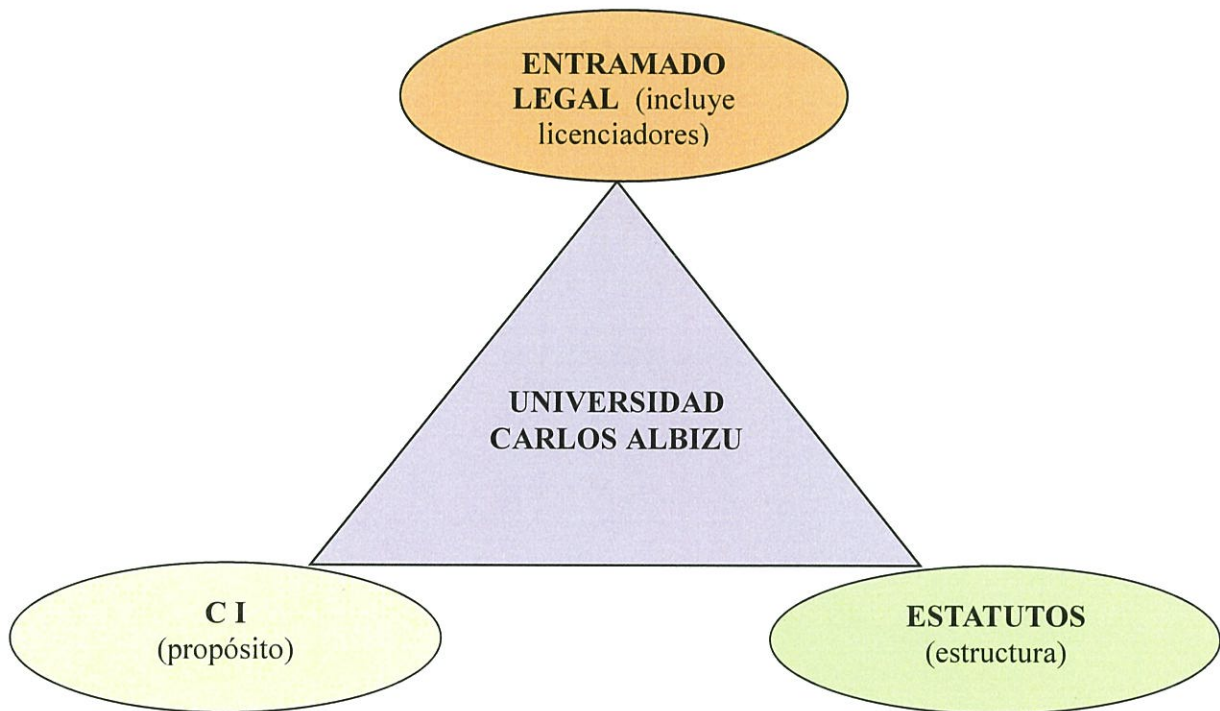 ENTRAMADO
LEGAL (incluye
licenciadores)
UNIVERSIDAD
CARLOS ALBIZU
C I
(propósito)
ESTATUTOS
(estructura)